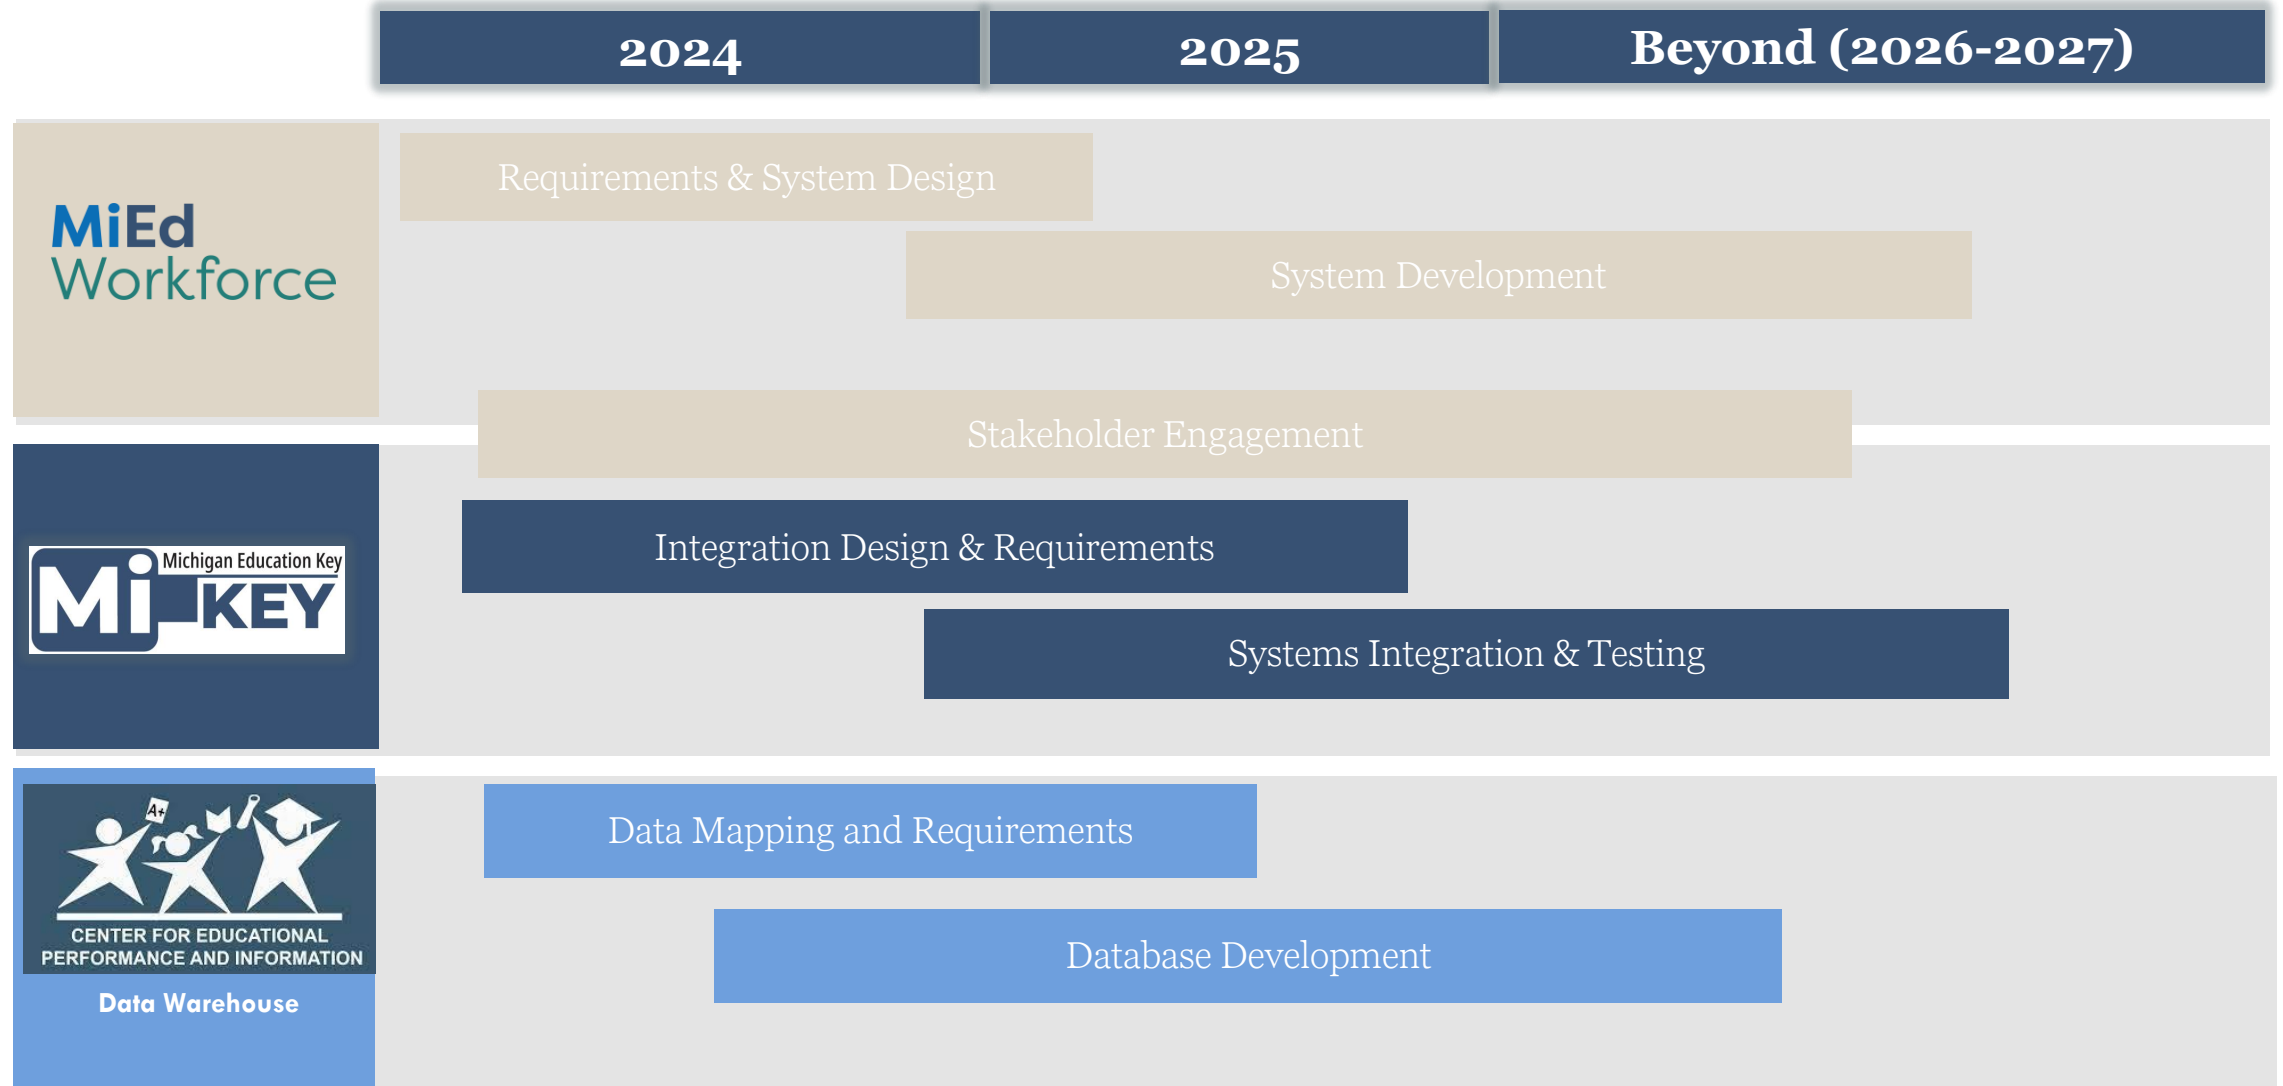 2024
2025
Beyond (2026-2027)
MiEd
Workforce
Requirements & System Design
System Development
Stakeholder Engagement
Michigan Education Key
Mi KEY
Integration Design & Requirements
Systems Integration & Testing
A+
CENTER FOR EDUCATIONAL
PERFORMANCE AND INFORMATION
Data Warehouse
Data Mapping and Requirements
Database Development